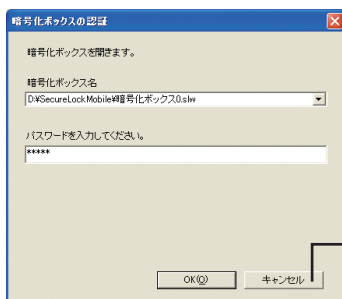 暗号化ボックスの認証
暗号化ボックスを開きます。
暗号化ボックス名
D:¥SecureLockMobile¥暗号化ボックス0.slw
パスワードを入力してください。
*****
OK(O)
キャンセル